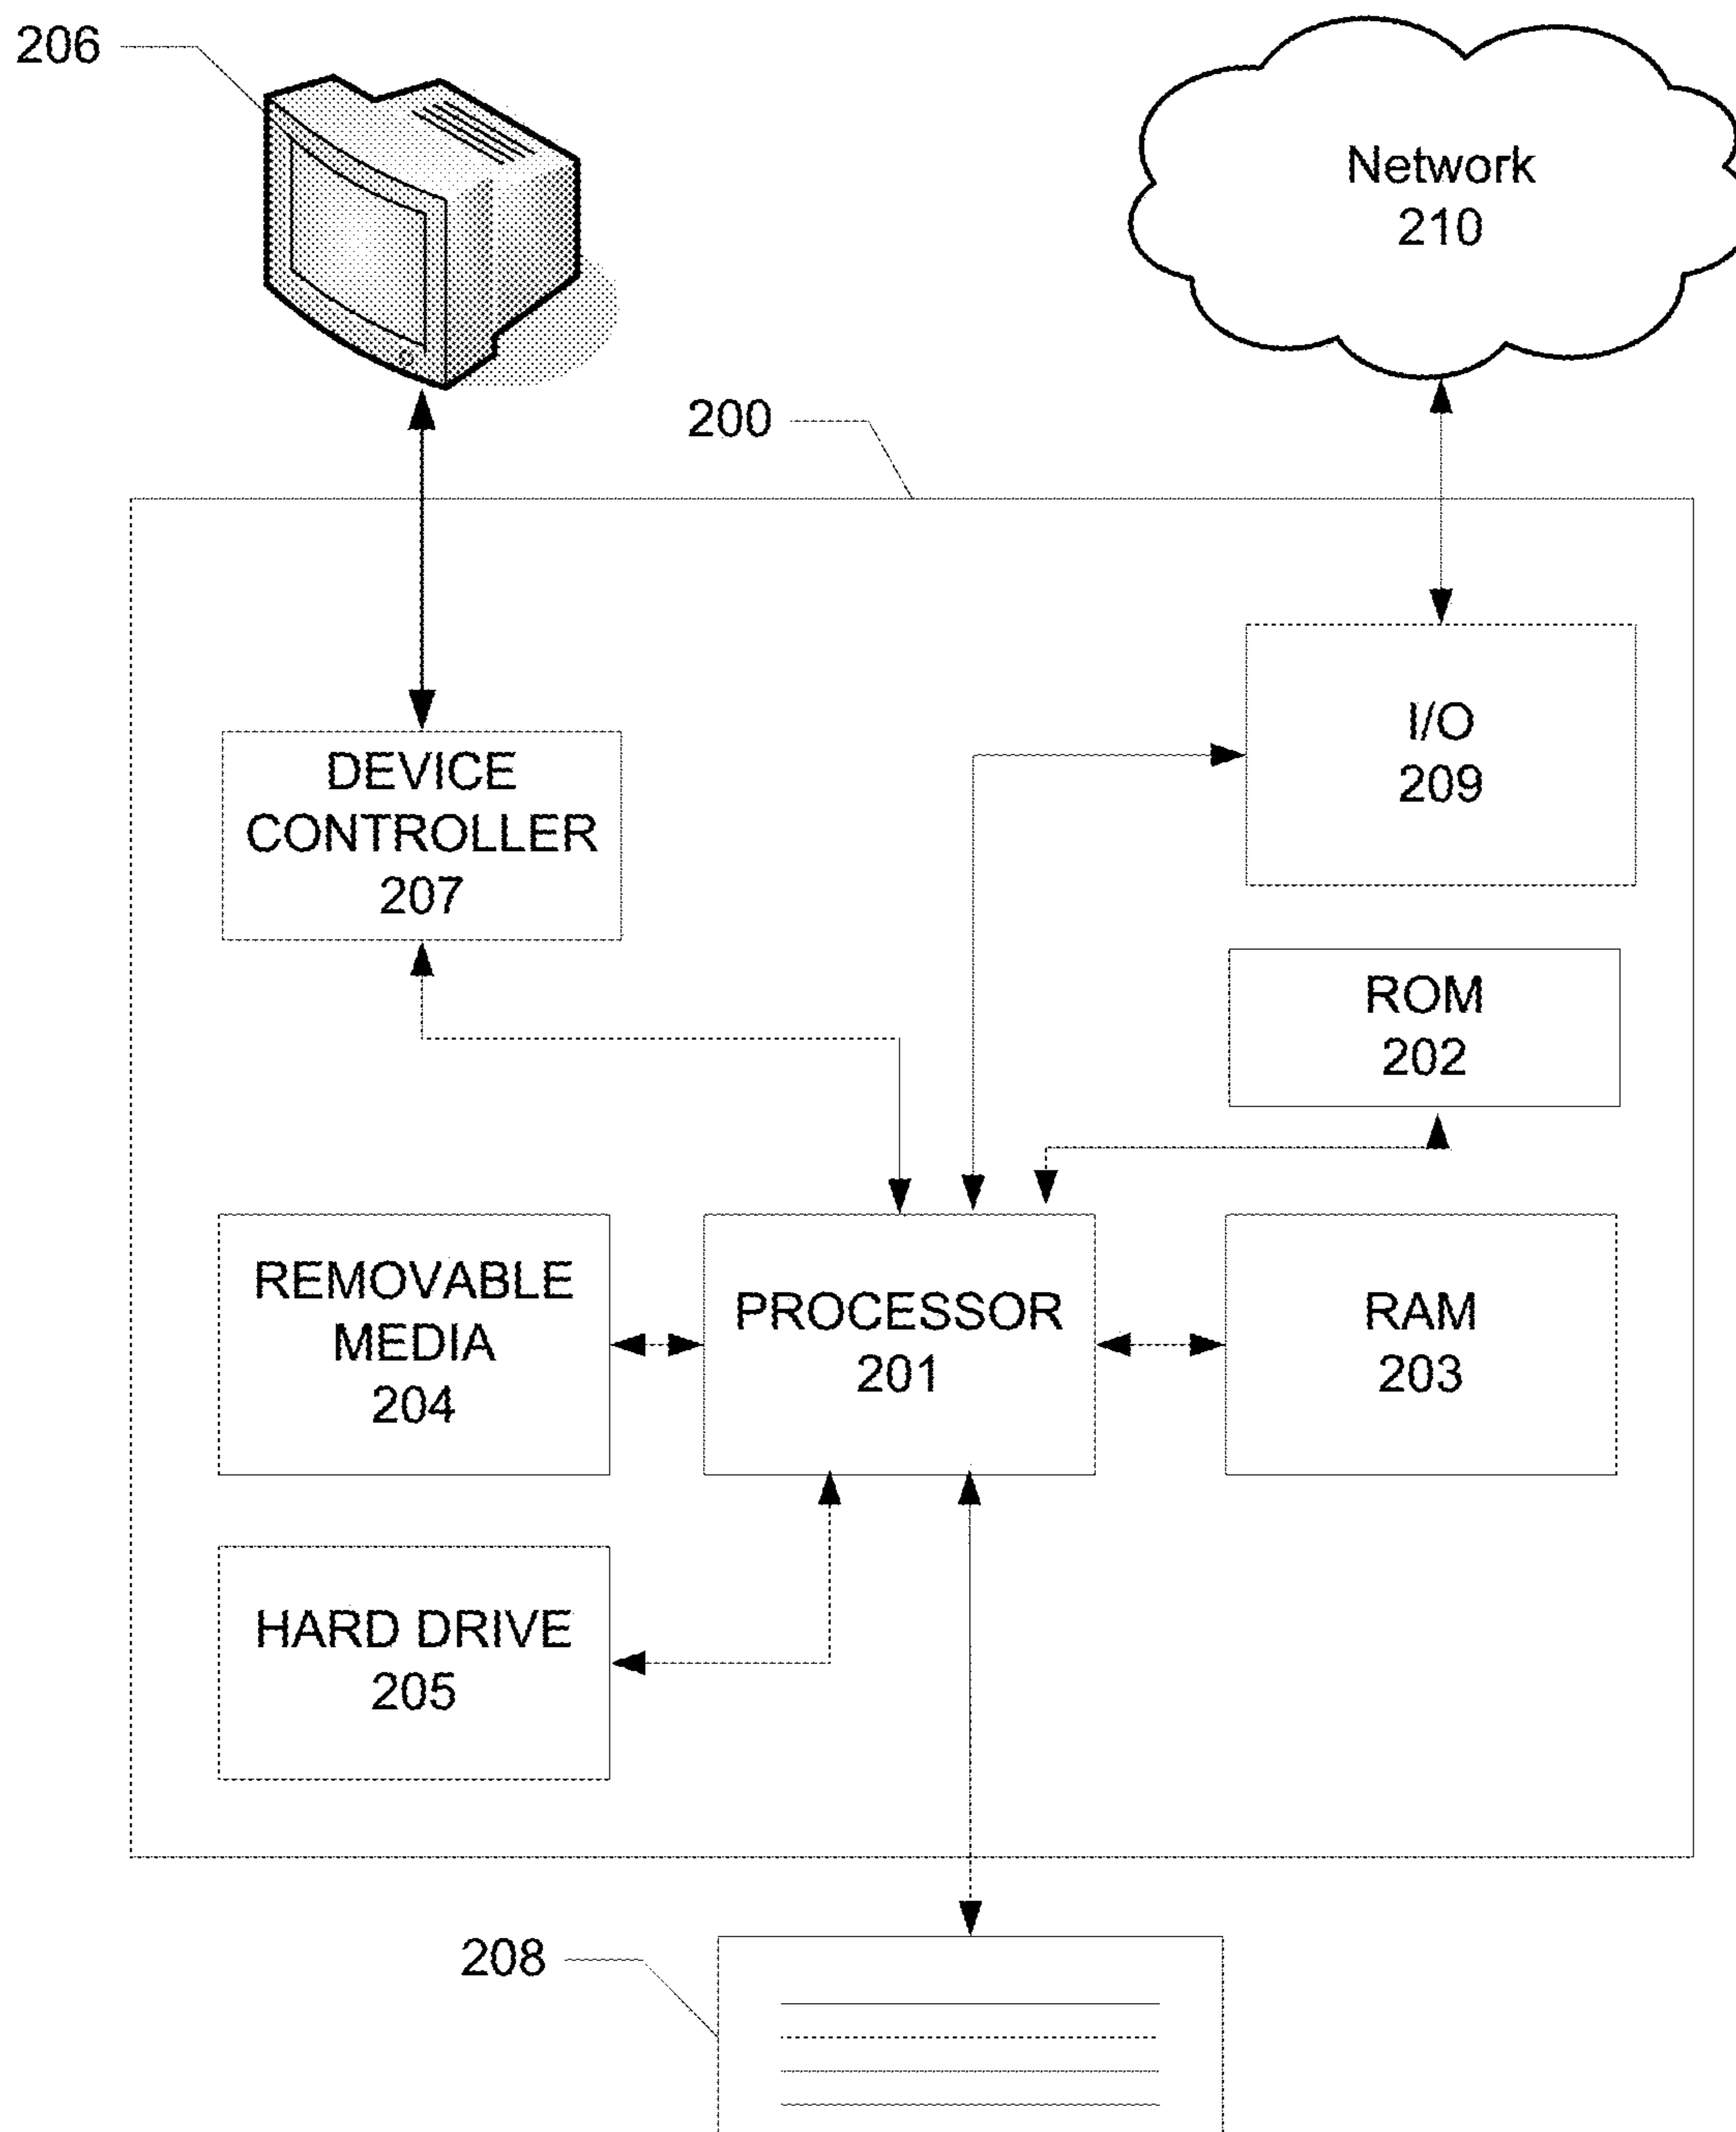 206
Network
210
200
DEVICE
CONTROLLER
207
I/O
209
ROM
202
REMOVABLE
MEDIA
204
PROCESSOR
201
RAM
203
HARD DRIVE
205
208